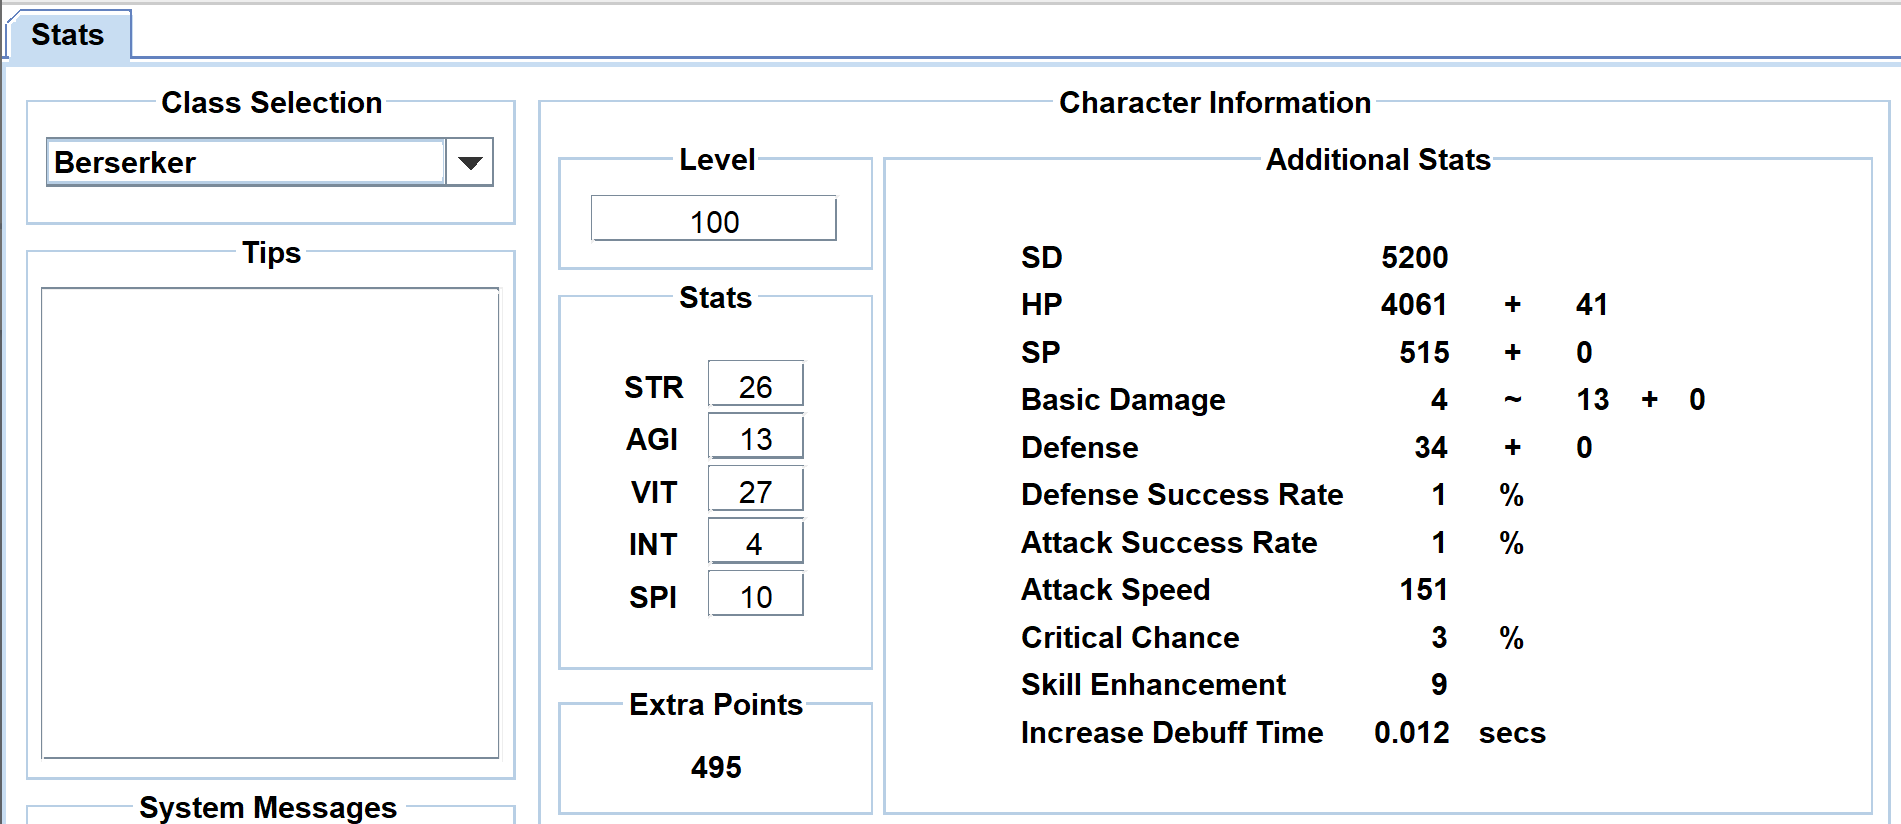 Stats
Class Selection
Berserker
Tips
System Messages
Character Information
Level
100
Stats
STR 26
AGI 13
VIT 27
INT 4
SPI 10
Extra Points
495
Additional Stats
SD 5200
HP 4061 + 41
SP 515 + 0
Basic Damage 4 ~ 13 + 0
Defense 34 + 0
Defense Success Rate 1 %
Attack Success Rate 1 %
Attack Speed 151
Critical Chance 3 %
Skill Enhancement 9
Increase Debuff Time 0.012 secs